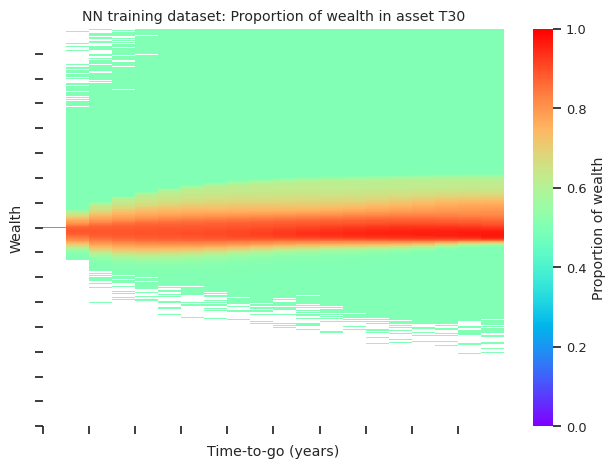 NN training dataset: Proportion of wealth in asset T30
Wealth
Time-to-go (years)
1.0
0.8
0.6
0.4
0.2
0.0
Proportion of wealth